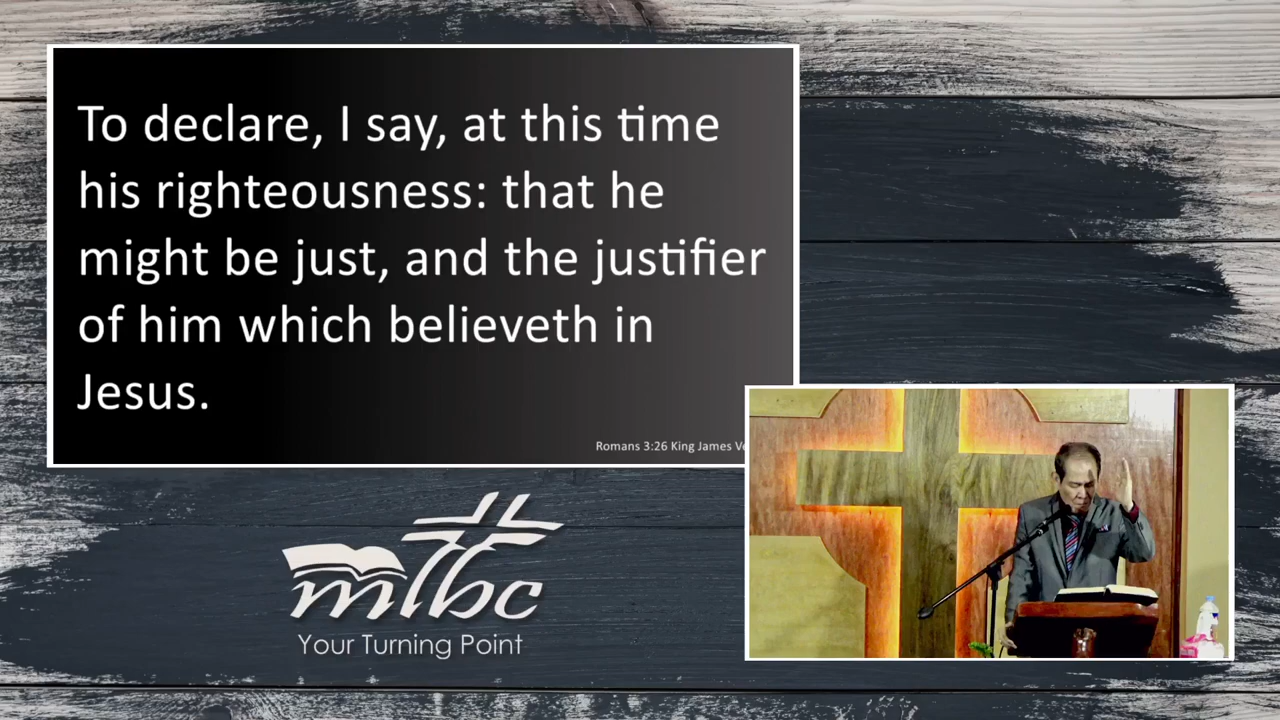 To declare, I say, at this time
his righteousness: that he
might be just, and the justifier
of him which believeth in
Jesus.
Romans 3:26 King James
mlbc
Your Turning Point